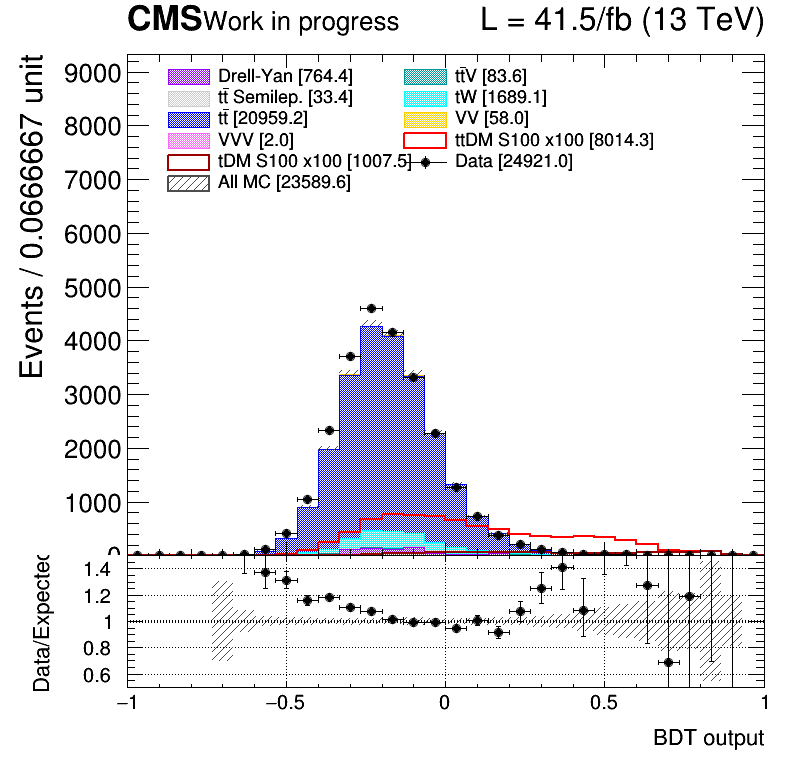 CMS Work in progress L = 41.5/fb (13 TeV)
Events / 0.0666667 unit
9000
8000
7000
6000
5000
4000
3000
2000
1000
0
Drell-Yan [764.4]
tt̄V [83.6]
tt̄ Semilep. [33.4]
tW [1689.1]
tt̄ [20959.2]
VV [58.0]
VVV [2.0]
ttDM S100 x100 [8014.3]
tDM S100 x100 [1007.5]
Data [24921.0]
All MC [23589.6]
Data/Expected
1.4
1.2
1
0.8
0.6
−1 −0.5 0 0.5 1
BDT output